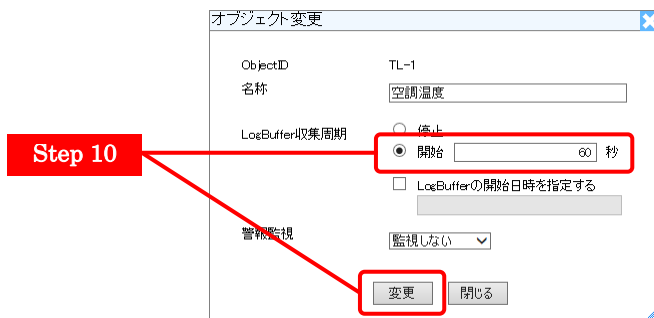 オブジェクト変更
ObjectID TL-1
名称 空調温度
LogBuffer収集周期 停止
開始 60 秒
Step 10
LogBufferの開始日時を指定する
警報監視 監視しない
変更 閉じる